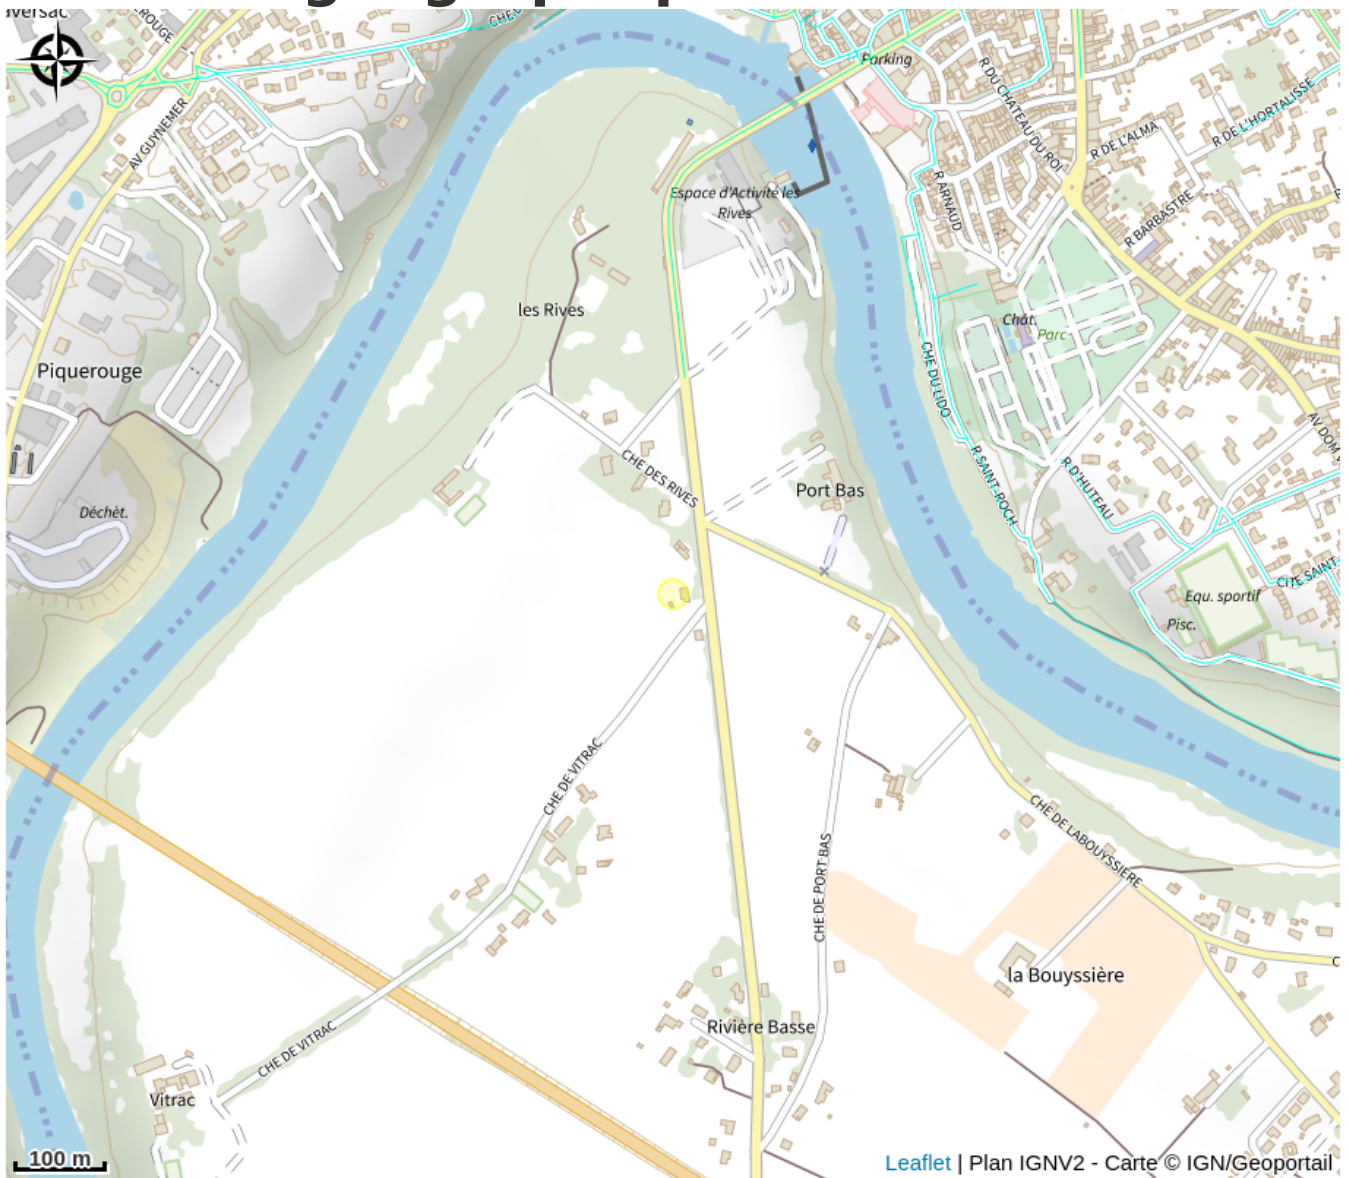 CHE
Parking
AV GUYNEMER
R DU CHATEAU DU ROI
R DE L'ALMA
R DE L'HORTALISSE
R ARNAUD
R BARBASTRE
Espace d'Activité les
Rives
les Rives
Chât.
Parc
Piquerouge
CHE DU LIDO
AV DOM
CHE DES RIVES
R SAINT-ROCH
R D'HUTEAU
Port Bas
Déchèt.
CITE SAINT-
Equ. sportif
Pisc.
CHE DE VITRAC
CHE DE LABOUYSSIERE
CHE DE PORT BAS
la Bouyssière
Rivière Basse
CHE DE VITRAC
Vitrac
100 m
Leaflet | Plan IGNV2 - Carte © IGN/Geoportail